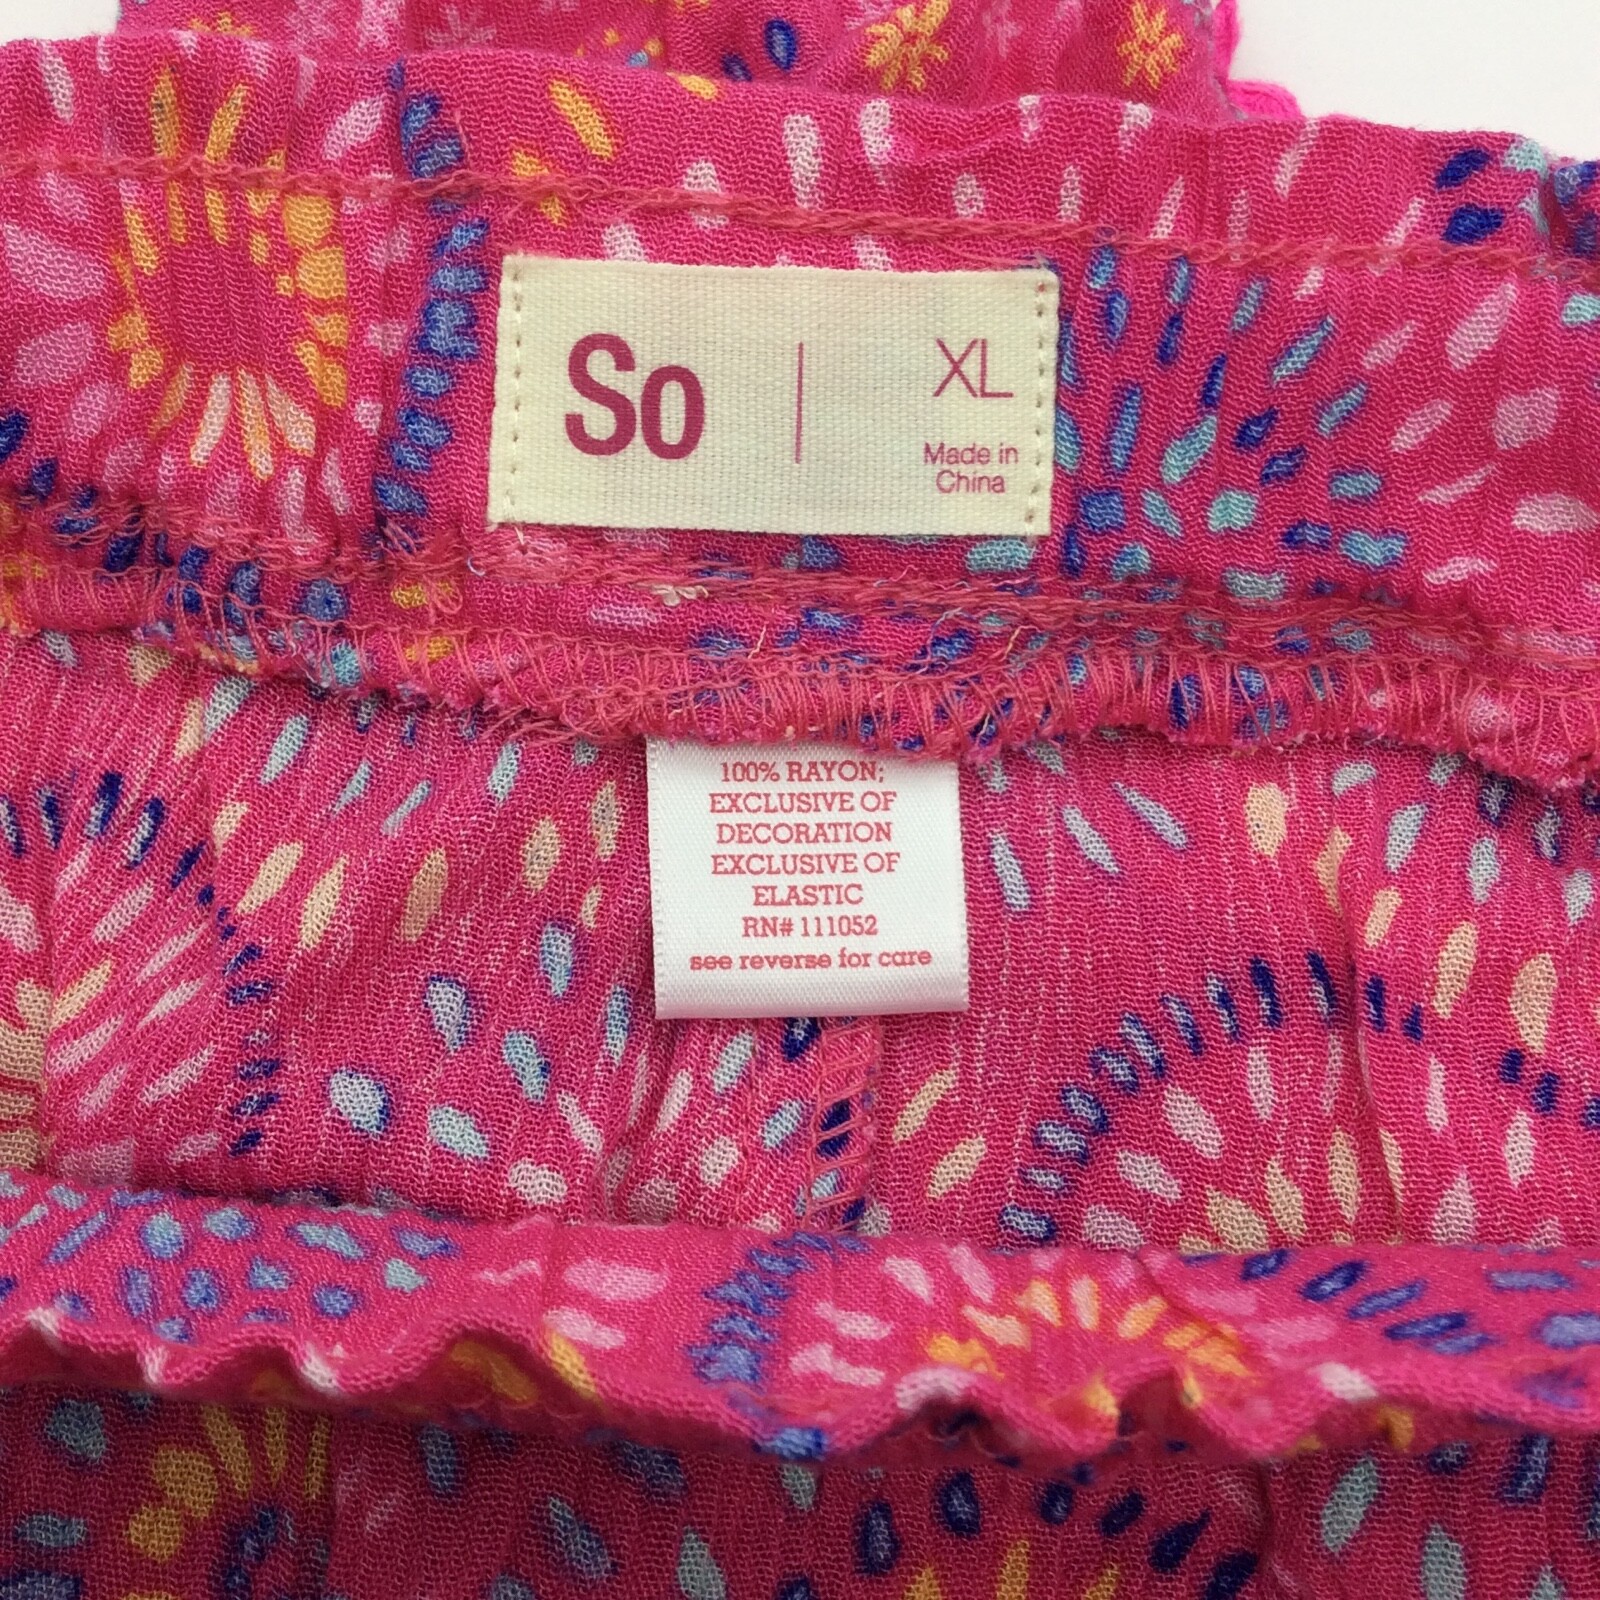 So
XL
Made in
China
100% RAYON;
EXCLUSIVE OF
DECORATION
EXCLUSIVE OF
ELASTIC
RN# 111052
see reverse for care